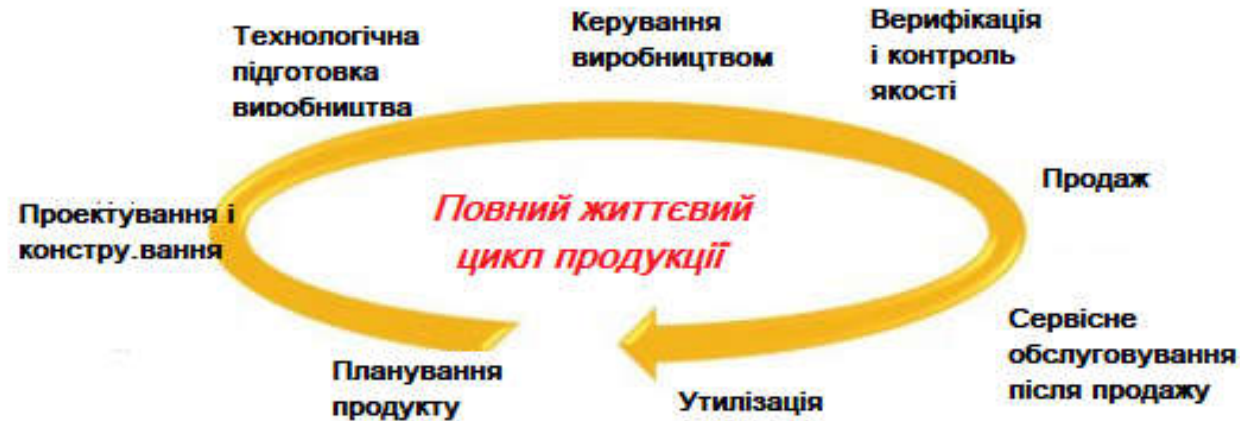 Технологічна
підготовка
виробництва
Керування
виробництвом
Верифікація
і контроль
якості
Продаж
Проектування і
констру.вання
Повний життєвий
цикл продукції
Сервісне
обслуговування
після продажу
Планування
продукту
Утилізація